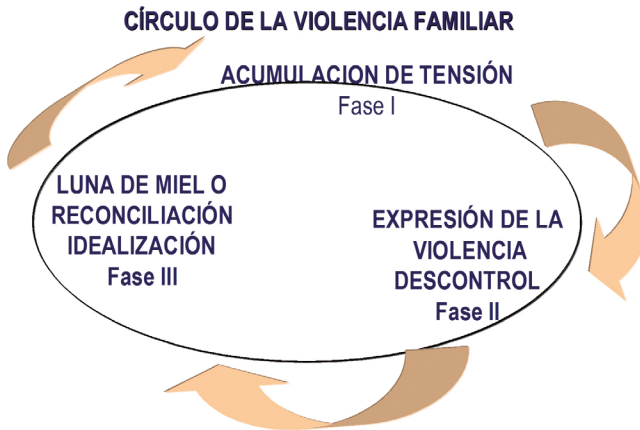 CÍRCULO DE LA VIOLENCIA FAMILIAR
ACUMULACION DE TENSIÓN
Fase I
LUNA DE MIEL O
RECONCILIACIÓN
IDEALIZACIÓN
Fase III
EXPRESIÓN DE LA
VIOLENCIA
DESCONTROL
Fase II